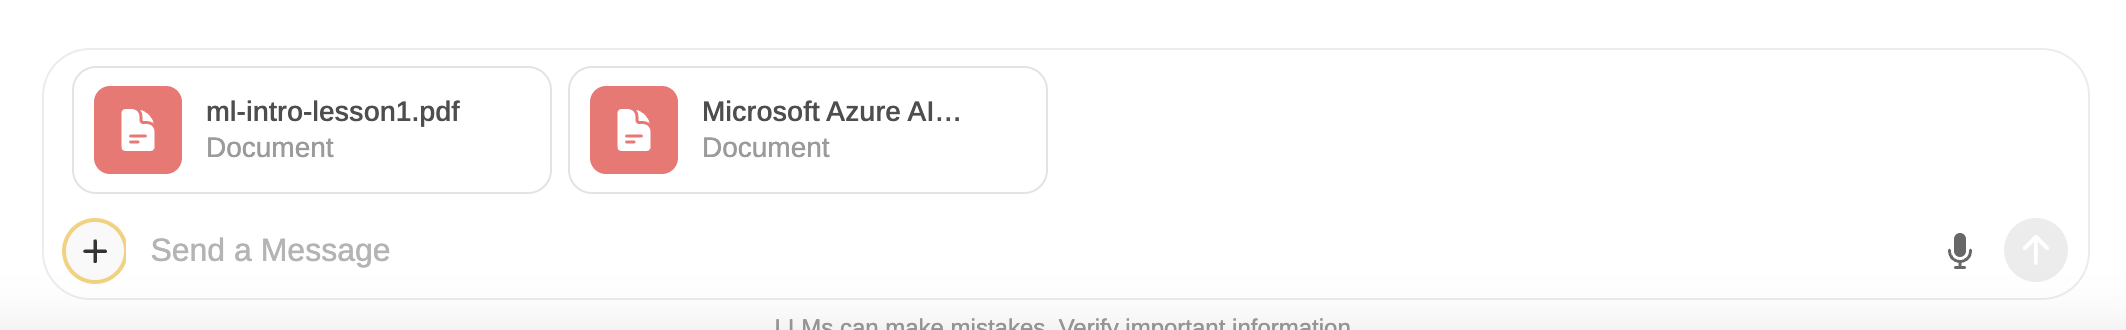 ml-intro-lesson1.pdf
Document
Microsoft Azure AI...
Document
Send a Message
LLMs can make mistakes. Verify important information.